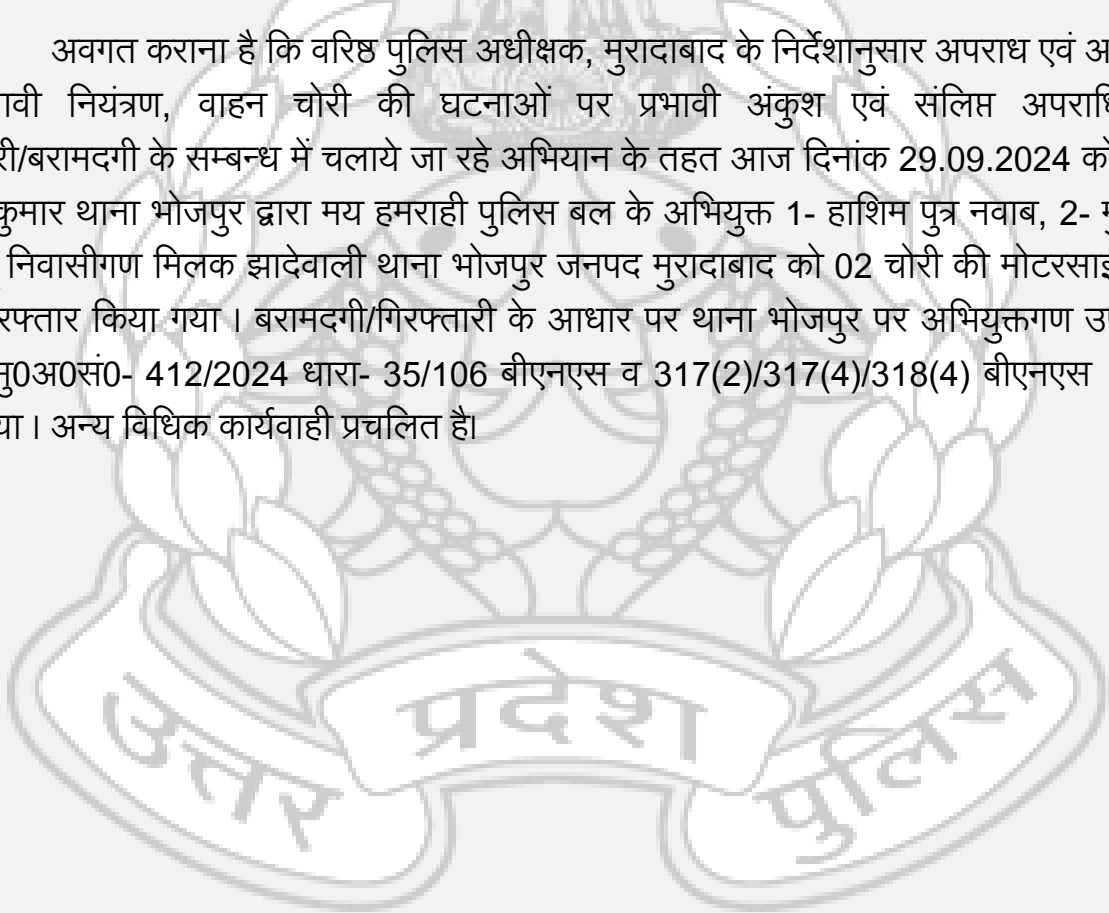 अवगत कराना है कि वरिष्ठ पुलिस अधीक्षक, मुरादाबाद के निर्देशानुसार अपराध एवं अ
ावी नियंत्रण, वाहन चोरी की घटनाओं पर प्रभावी अंकुश एवं संलिप्त अपराधि
री/बरामदगी के सम्बन्ध में चलाये जा रहे अभियान के तहत आज दिनांक 29.09.2024 को
कुमार थाना भोजपुर द्वारा मय हमराही पुलिस बल के अभियुक्त 1- हाशिम पुत्र नवाब, 2- मु
निवासीगण मिलक झादेवाली थाना भोजपुर जनपद मुरादाबाद को 02 चोरी की मोटरसाइ
रफ्तार किया गया । बरामदगी/गिरफ्तारी के आधार पर थाना भोजपुर पर अभियुक्तगण उप
मु0अ0सं0- 412/2024 धारा- 35/106 बीएनएस व 317(2)/317(4)/318(4) बीएनएस
या । अन्य विधिक कार्यवाही प्रचलित है।
उत्तर प्रदेश पुलिस